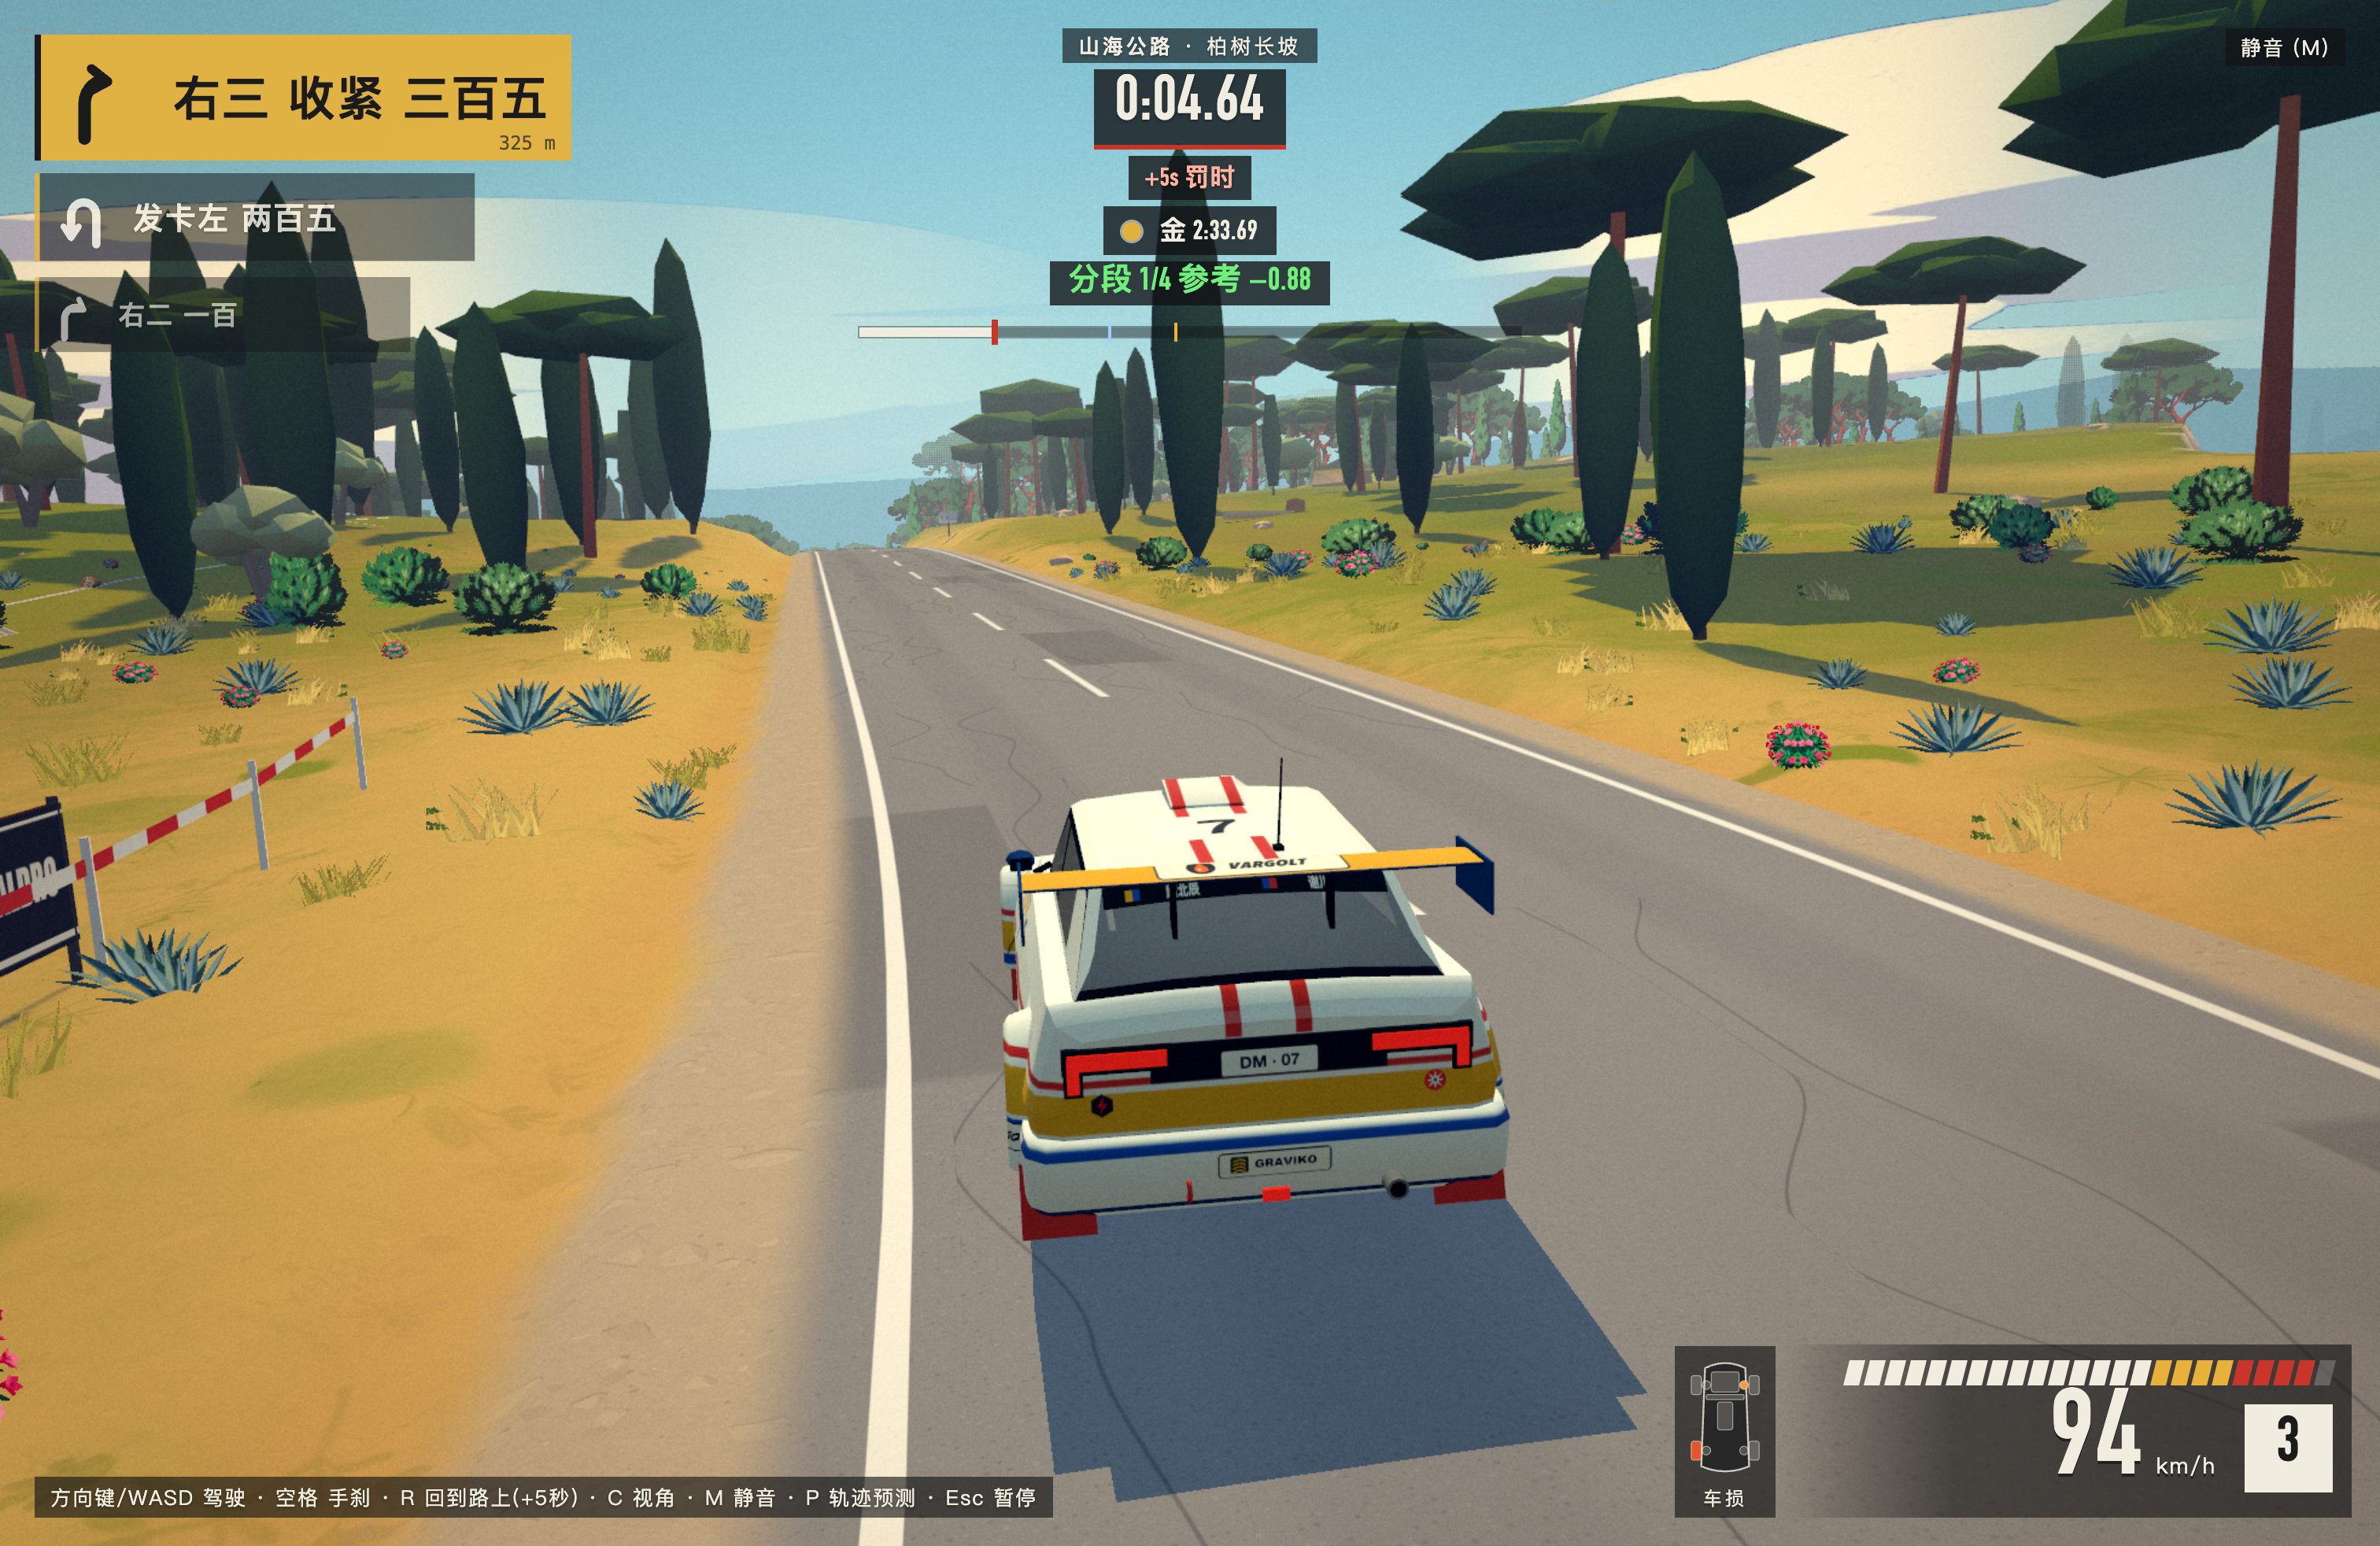 右三 收紧 三百五
325 m
发卡左 两百五
右二 一百
山海公路 · 柏树长坡
0:04.64
+5s 罚时
金 2:33.69
分段 1/4 参考 −0.88
静音 (M)
7
VARGOLT
北辰
DM · 07
GRAVIKO
94 km/h
3
车损
方向键/WASD 驾驶 · 空格 手刹 · R 回到路上(+5秒) · C 视角 · M 静音 · P 轨迹预测 · Esc 暂停